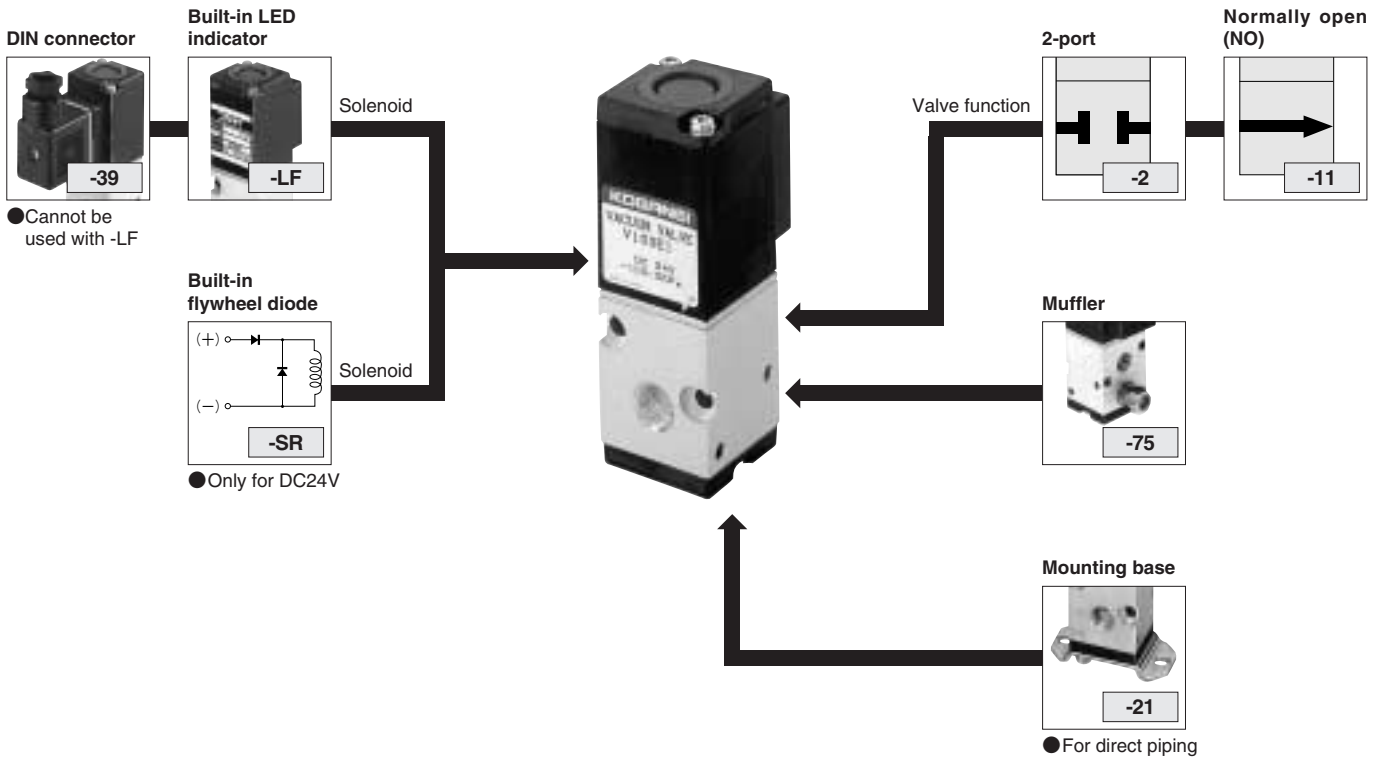 Built-in LED
indicator
DIN connector
-39
-LF
Solenoid
●Cannot be
used with -LF
Built-in
flywheel diode
(+)
(−)
Solenoid
-SR
●Only for DC24V
KOGANEI
VACUUM VALVE
2-port
Normally open
(NO)
Valve function
-2
-11
Muffler
-75
Mounting base
-21
●For direct piping